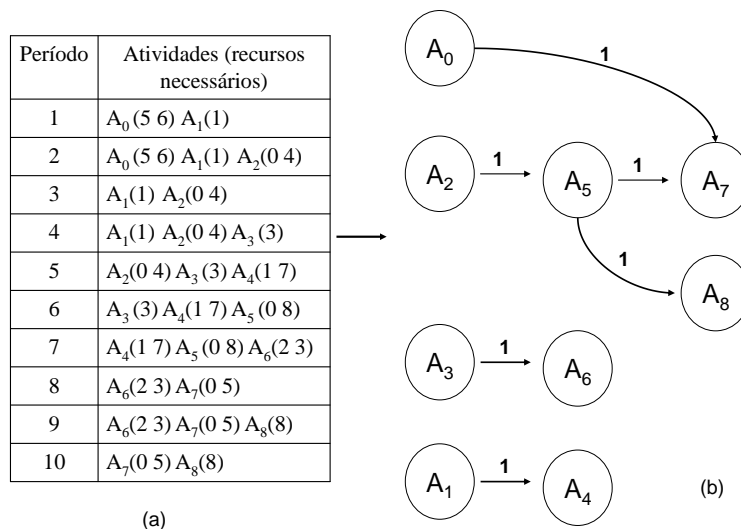 Período Atividades (recursos
necessários)
1 A₀(5 6) A₁(1)
2 A₀(5 6) A₁(1) A₂(0 4)
3 A₁(1) A₂(0 4)
4 A₁(1) A₂(0 4) A₃(3)
5 A₂(0 4) A₃(3) A₄(1 7)
6 A₃(3) A₄(1 7) A₅(0 8)
7 A₄(1 7) A₅(0 8) A₆(2 3)
8 A₆(2 3) A₇(0 5)
9 A₆(2 3) A₇(0 5) A₈(8)
10 A₇(0 5) A₈(8)
(a)
A₀ 1
A₂ 1 A₅ 1 A₇
1
A₈
A₃ 1 A₆
A₁ 1 A₄
(b)